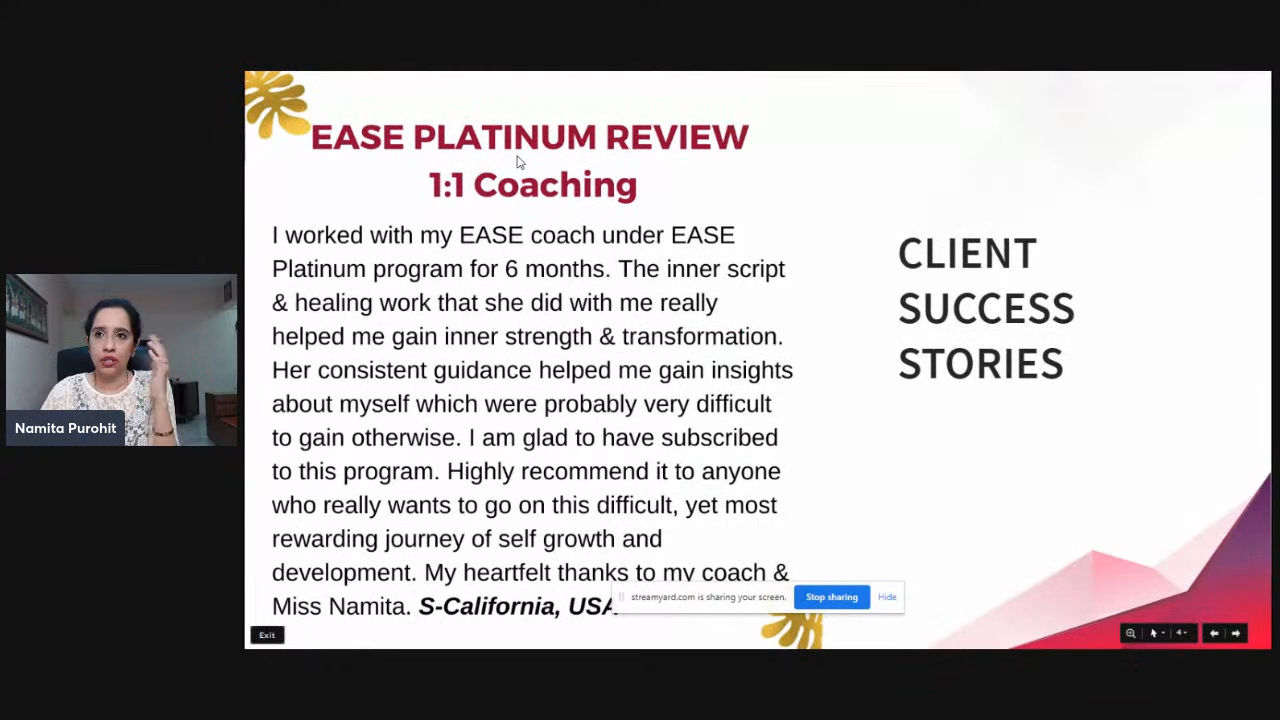 EASE PLATINUM REVIEW
1:1 Coaching
I worked with my EASE coach under EASE
Platinum program for 6 months. The inner script
& healing work that she did with me really
helped me gain inner strength & transformation.
Her consistent guidance helped me gain insights
about myself which were probably very difficult
to gain otherwise. I am glad to have subscribed
to this program. Highly recommend it to anyone
who really wants to go on this difficult, yet most
rewarding journey of self growth and
development. My heartfelt thanks to my coach &
Miss Namita. S-California, USA
CLIENT
SUCCESS
STORIES
Namita Purohit
streamyard.com is sharing your screen.
Stop sharing
Hide
Exit
4